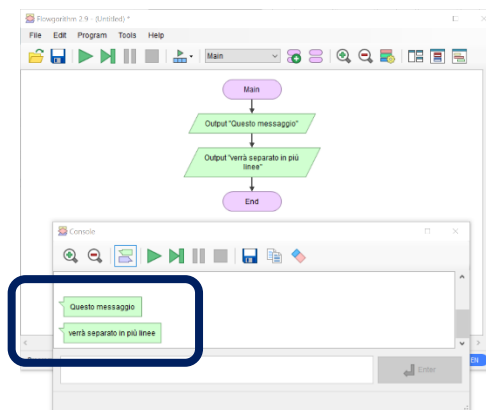 Flowgorithm 2.9 - (Untitled) *
File Edit Program Tools Help
Main
Main
Output "Questo messaggio"
Output "verrà separato in più
linee"
End
Console
Questo messaggio
verrà separato in più linee
Enter
EN